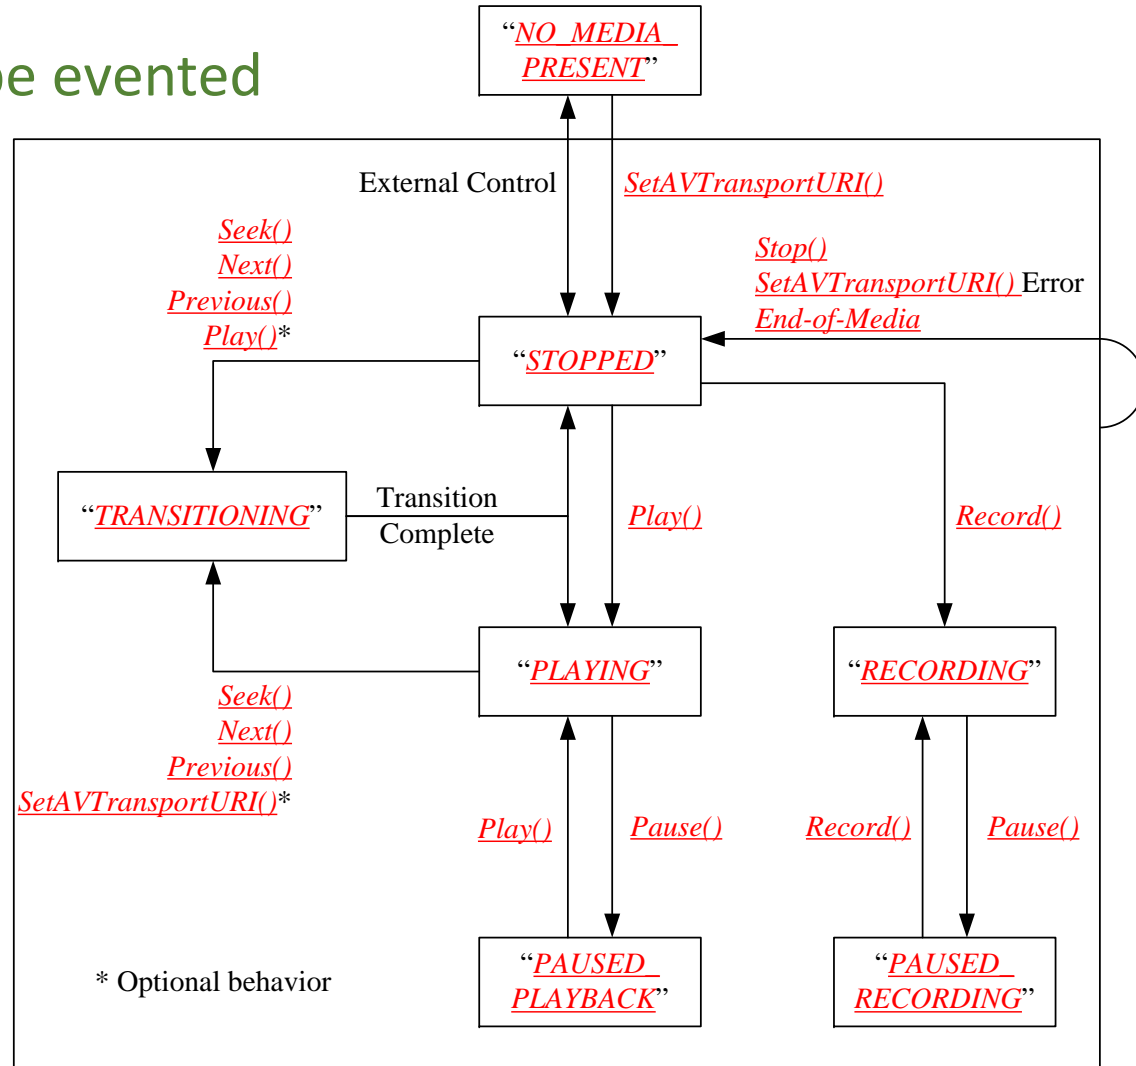 “NO_MEDIA_
PRESENT”
be evented
External Control
SetAVTransportURI()
Seek()
Next()
Previous()
Play()*
Stop()
SetAVTransportURI() Error
End-of-Media
“STOPPED”
“TRANSITIONING”
Transition
Complete
Play()
Record()
“PLAYING”
“RECORDING”
Seek()
Next()
Previous()
SetAVTransportURI()*
Play()
Pause()
Record()
Pause()
* Optional behavior
“PAUSED_
PLAYBACK”
“PAUSED_
RECORDING”